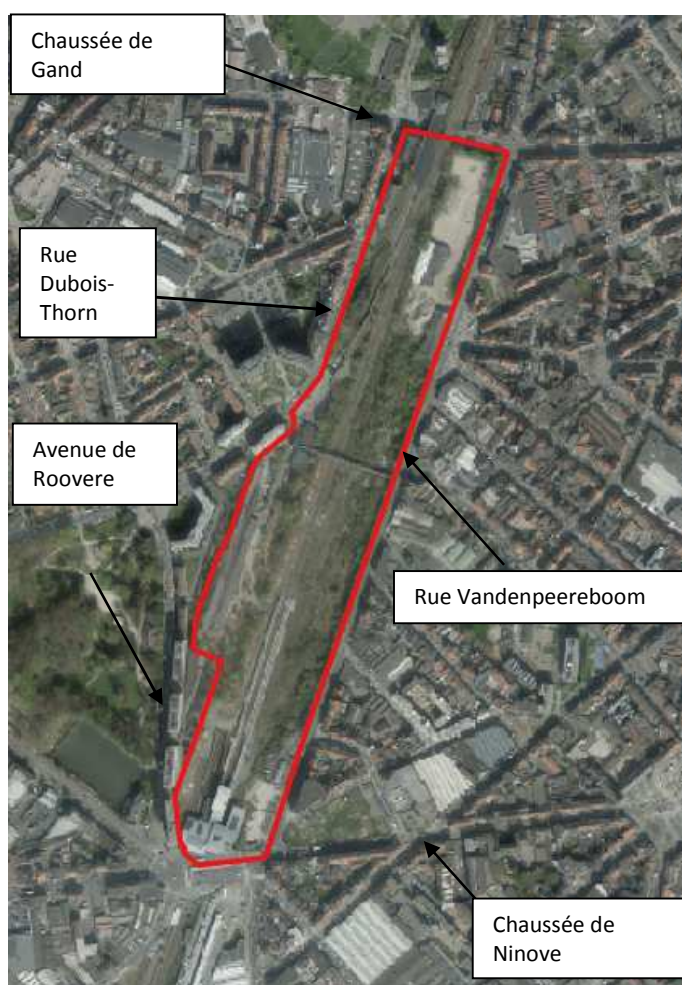 Chaussée de
Gand
Rue
Dubois-
Thorn
Avenue de
Roovere
Rue Vandenpeereboom
Chaussée de
Ninove